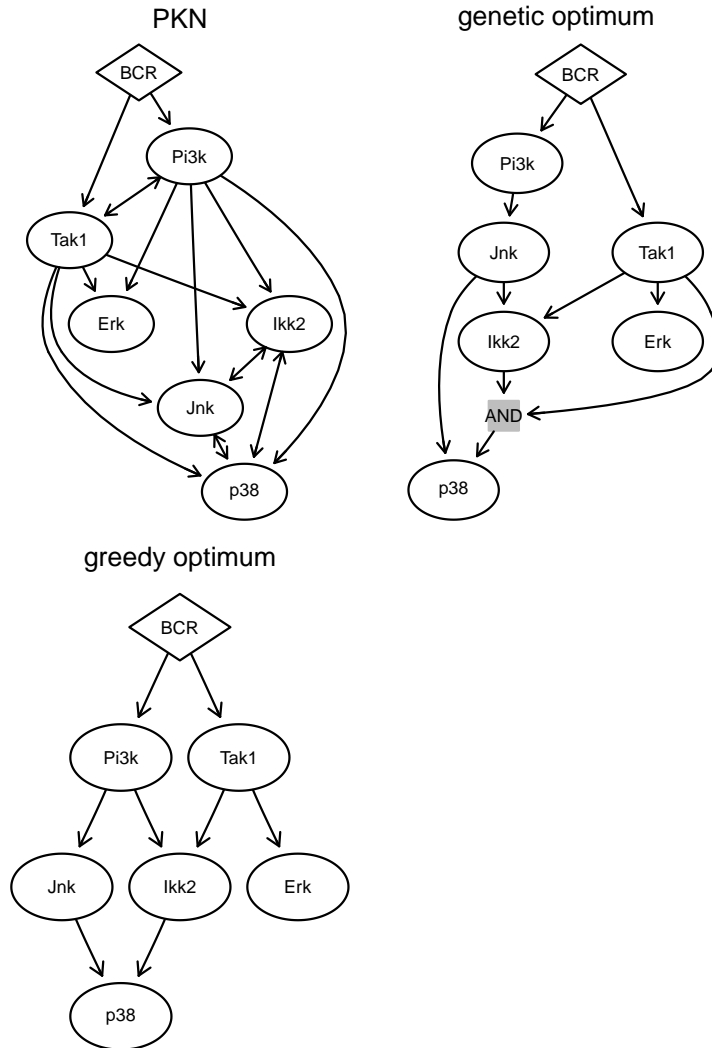 PKN
BCR
Pi3k
Tak1
Erk
Ikk2
Jnk
p38
genetic optimum
BCR
Pi3k
Jnk
Tak1
Ikk2
Erk
AND
p38
greedy optimum
BCR
Pi3k
Tak1
Jnk
Ikk2
Erk
p38